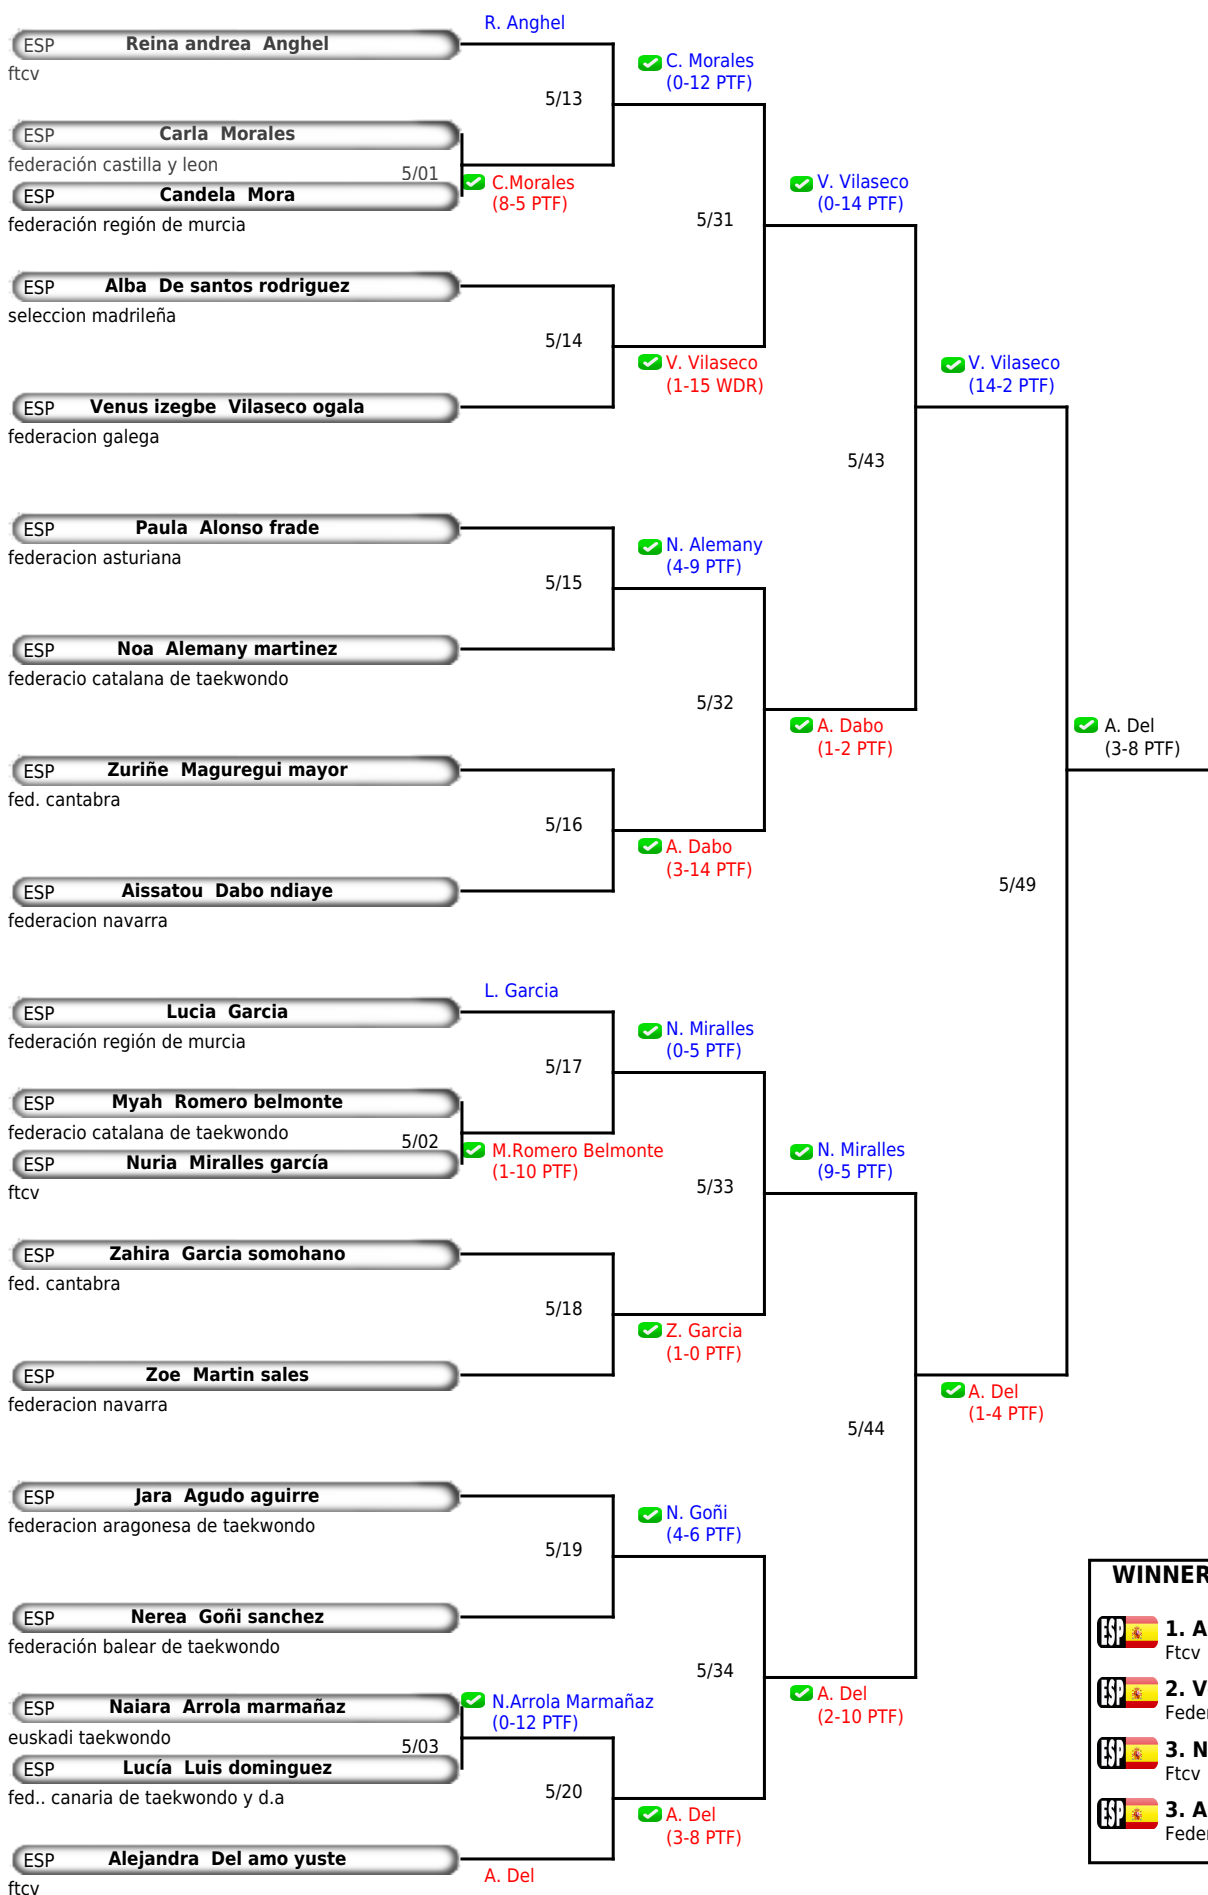 R. Anghel
ESP Reina andrea Anghel
ftcv
C. Morales
(0-12 PTF)
5/13
ESP Carla Morales
federación castilla y leon
5/01
C.Morales
(8-5 PTF)
ESP Candela Mora
federación región de murcia
V. Vilaseco
(0-14 PTF)
5/31
ESP Alba De santos rodriguez
seleccion madrileña
5/14
V. Vilaseco
(1-15 WDR)
V. Vilaseco
(14-2 PTF)
ESP Venus izegbe Vilaseco ogala
federacion galega
5/43
ESP Paula Alonso frade
federacion asturiana
N. Alemany
(4-9 PTF)
5/15
ESP Noa Alemany martinez
federacio catalana de taekwondo
5/32
A. Dabo
(1-2 PTF)
A. Del
(3-8 PTF)
ESP Zuriñe Maguregui mayor
fed. cantabra
5/16
A. Dabo
(3-14 PTF)
ESP Aissatou Dabo ndiaye
federacion navarra
5/49
L. Garcia
ESP Lucia Garcia
federación región de murcia
N. Miralles
(0-5 PTF)
5/17
ESP Myah Romero belmonte
federacio catalana de taekwondo
5/02
M.Romero Belmonte
(1-10 PTF)
ESP Nuria Miralles garcía
ftcv
N. Miralles
(9-5 PTF)
5/33
ESP Zahira Garcia somohano
fed. cantabra
5/18
Z. Garcia
(1-0 PTF)
ESP Zoe Martin sales
federacion navarra
A. Del
(1-4 PTF)
5/44
ESP Jara Agudo aguirre
federacion aragonesa de taekwondo
N. Goñi
(4-6 PTF)
5/19
ESP Nerea Goñi sanchez
federación balear de taekwondo
5/34
A. Del
(2-10 PTF)
ESP Naiara Arrola marmañaz
euskadi taekwondo
5/03
N.Arrola Marmañaz
(0-12 PTF)
ESP Lucía Luis dominguez
fed.. canaria de taekwondo y d.a
5/20
A. Del
(3-8 PTF)
ESP Alejandra Del amo yuste
ftcv
A. Del
WINNER
ESP 1. A
Ftcv
ESP 2. V
Feder
ESP 3. N
Ftcv
ESP 3. A
Feder